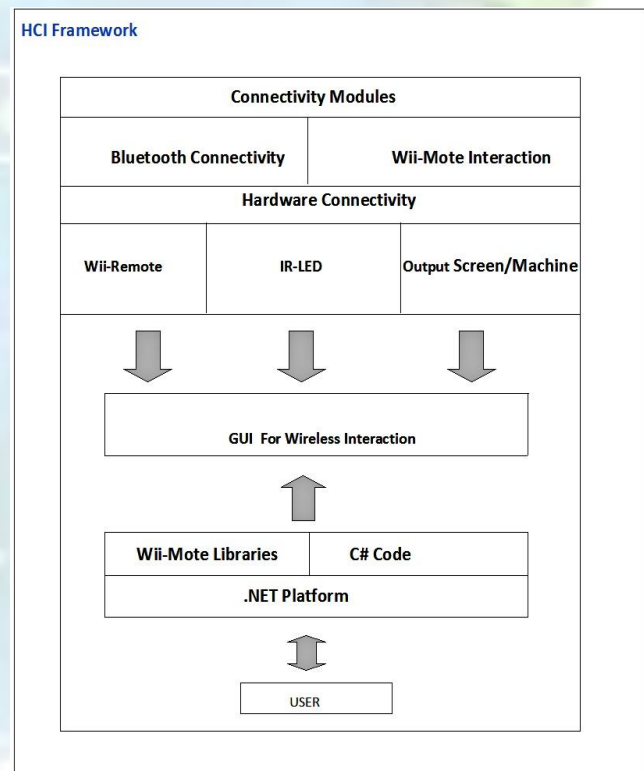 HCI Framework
Connectivity Modules
Bluetooth Connectivity
Wii-Mote Interaction
Hardware Connectivity
Wii-Remote
IR-LED
Output Screen/Machine
GUI For Wireless Interaction
Wii-Mote Libraries
C# Code
.NET Platform
USER